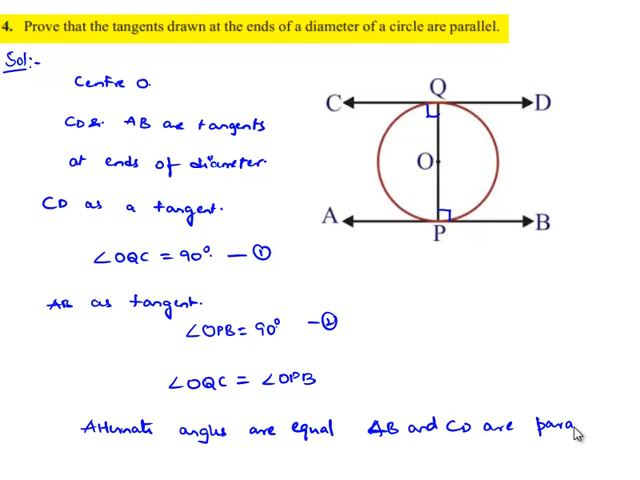 4. Prove that the tangents drawn at the ends of a diameter of a circle are parallel.
Sol:-
Centre O.
CD & AB are tangents
at ends of diameter.
CD as a tangent.
∠OQC = 90° — ①
AB as tangent.
∠OPB = 90° — ②
∠OQC = ∠OPB
Alternate angles are equal AB and CD are para
Q
C
D
O
A
B
P